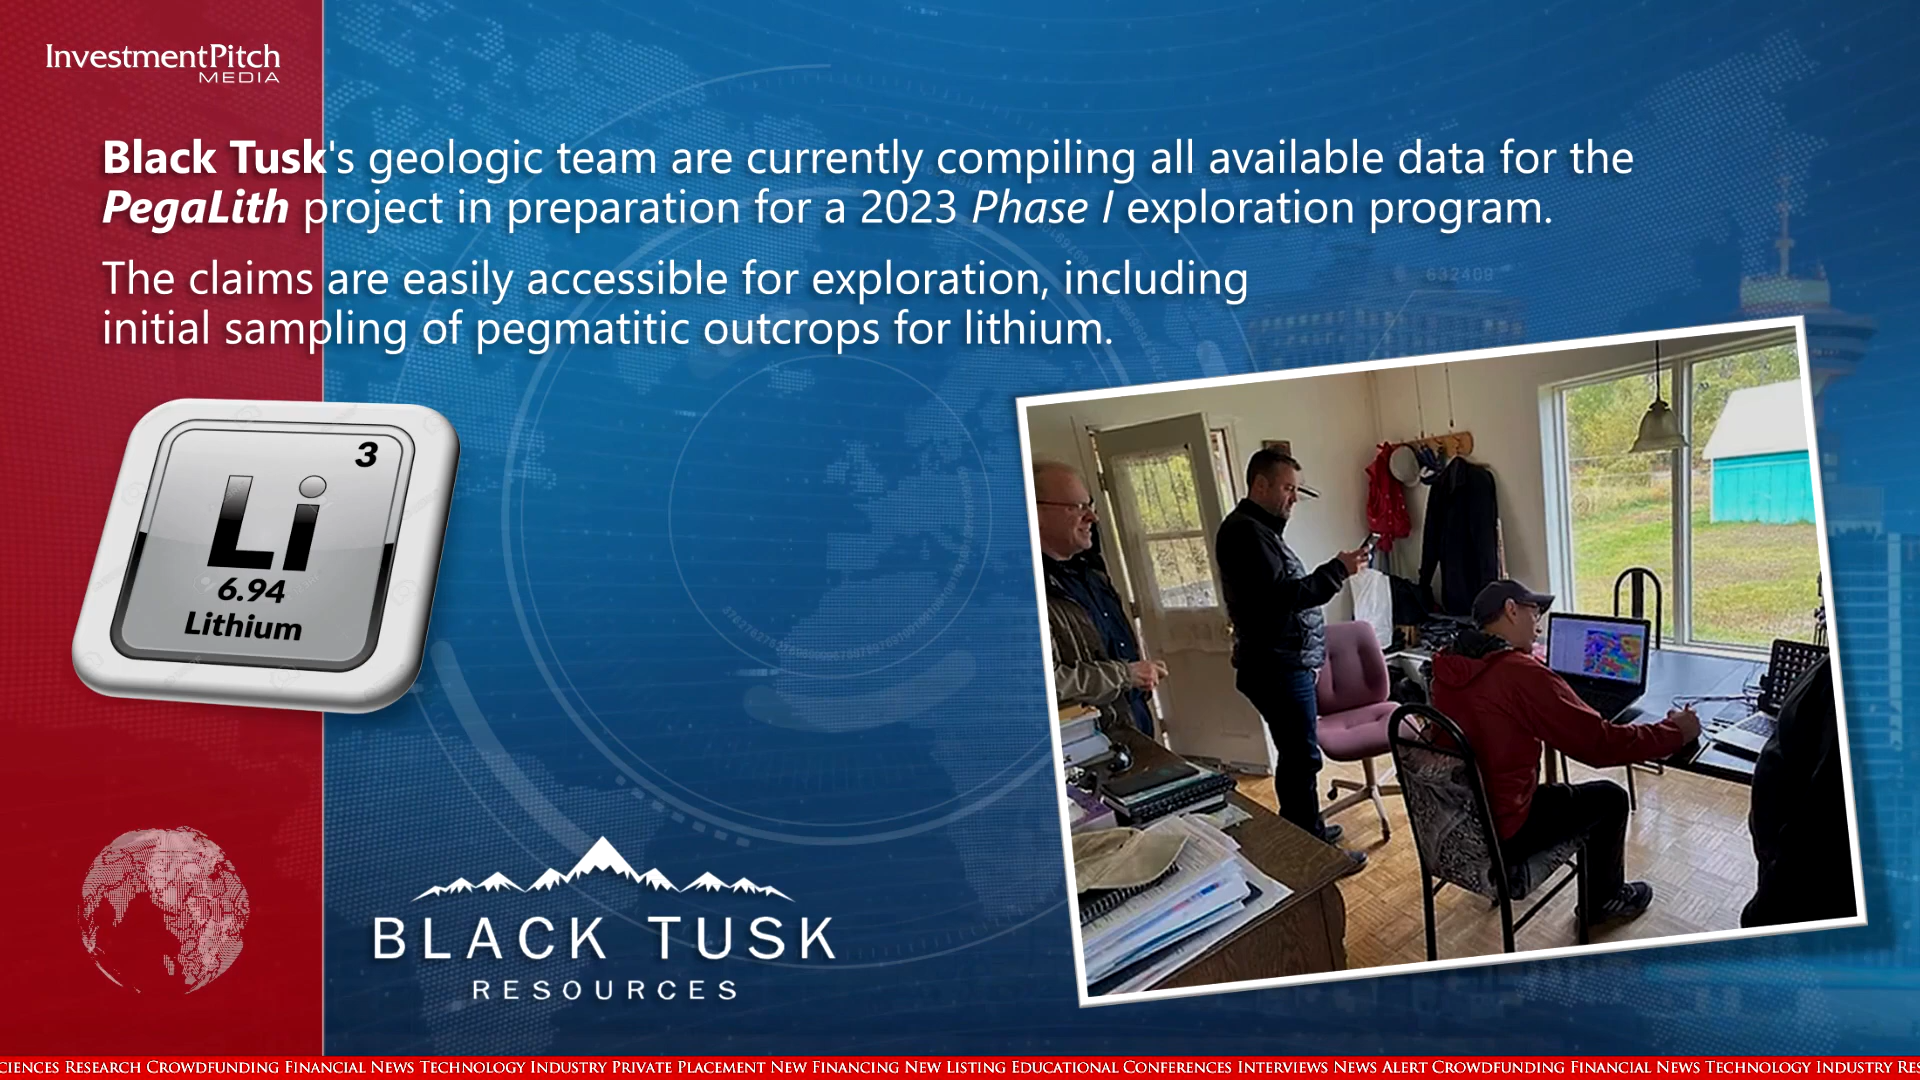 InvestmentPitch
MEDIA
Black Tusk's geologic team are currently compiling all available data for the
PegaLith project in preparation for a 2023 Phase I exploration program.
The claims are easily accessible for exploration, including
initial sampling of pegmatitic outcrops for lithium.
632409
3
Li
6.94
Lithium
BLACK TUSK
RESOURCES
RESEARCH CROWDFUNDING FINANCIAL NEWS TECHNOLOGY INDUSTRY PRIVATE PLACEMENT NEW FINANCING NEW LISTING EDUCATIONAL CONFERENCES INTERVIEWS NEWS ALERT CROWDFUNDING FINANCIAL NEWS TECHNOLOGY INDUSTRY